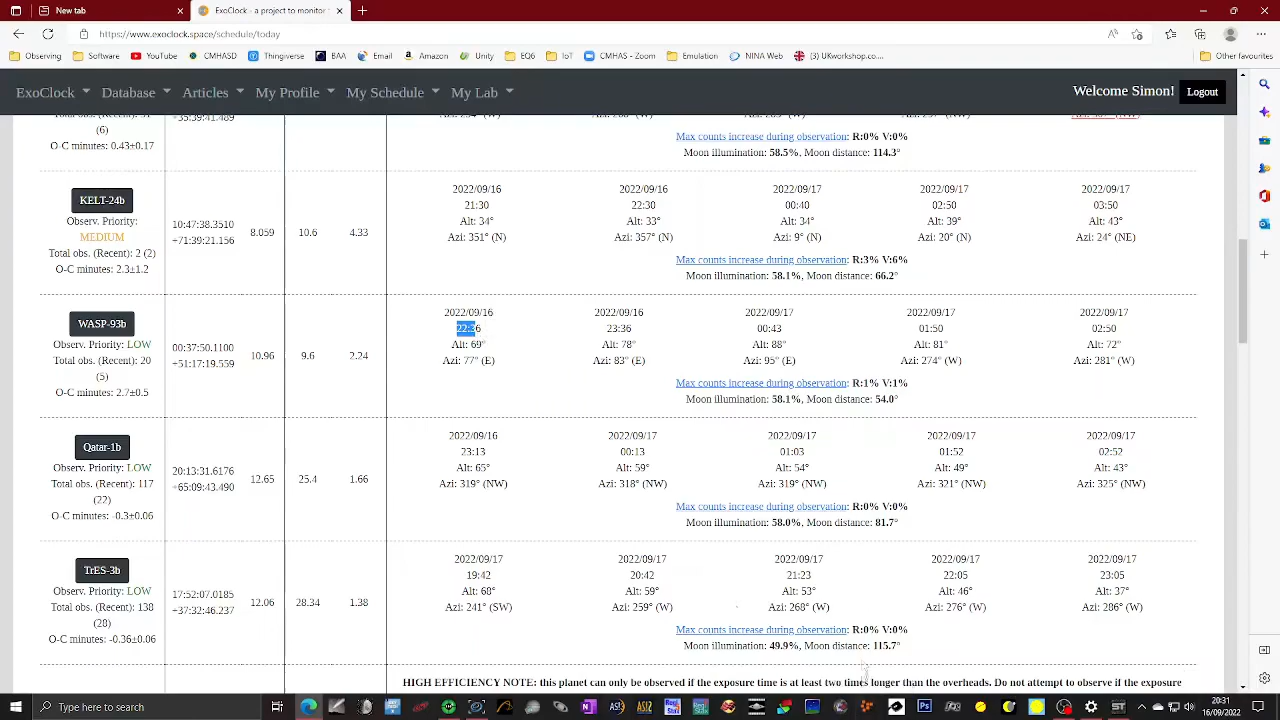 New tab
ExoClock - a project to monitor
https://www.exoclock.space/schedule/today
Observing Software YouTube CMHASD Thingiverse BAA Email Amazon Unity EQ6 IoT CMHAS - Zoom Emulation NINA Web (3) UKworkshop.co.... Other favourites
ExoClock Database Articles My Profile My Schedule My Lab Welcome Simon! Logout
(6)
O-C minutes: 0.43±0.17
+35:39:41.489
Max counts increase during observation: R:0% V:0%
Moon illumination: 58.5%, Moon distance: 114.3°
KELT-24b
Observ. Priority:
MEDIUM
Total obs. (Recent): 2 (2)
O-C minutes: 2.3±1.2
10:47:38.3510
+71:39:21.156
8.059
10.6
4.33
2022/09/16 2022/09/16 2022/09/17 2022/09/17 2022/09/17
21:30 22:30 00:40 02:50 03:50
Alt: 34° Alt: 33° Alt: 34° Alt: 39° Alt: 43°
Azi: 351° (N) Azi: 357° (N) Azi: 9° (N) Azi: 20° (N) Azi: 24° (NE)
Max counts increase during observation: R:3% V:6%
Moon illumination: 58.1%, Moon distance: 66.2°
WASP-93b
Observ. Priority: LOW
Total obs. (Recent): 20
(5)
O-C minutes: 2.7±0.5
00:37:50.1100
+51:17:19.559
10.96
9.6
2.24
2022/09/16 2022/09/16 2022/09/17 2022/09/17 2022/09/17
22:36 23:36 00:43 01:50 02:50
Alt: 69° Alt: 78° Alt: 88° Alt: 81° Alt: 72°
Azi: 77° (E) Azi: 83° (E) Azi: 95° (E) Azi: 274° (W) Azi: 281° (W)
Max counts increase during observation: R:1% V:1%
Moon illumination: 58.1%, Moon distance: 54.0°
Qatar-1b
Observ. Priority: LOW
Total obs. (Recent): 117
(22)
O-C minutes: -0.3±0.06
20:13:31.6176
+65:09:43.490
12.65
25.4
1.66
2022/09/16 2022/09/17 2022/09/17 2022/09/17 2022/09/17
23:13 00:13 01:03 01:52 02:52
Alt: 65° Alt: 59° Alt: 54° Alt: 49° Alt: 43°
Azi: 319° (NW) Azi: 318° (NW) Azi: 319° (NW) Azi: 321° (NW) Azi: 325° (NW)
Max counts increase during observation: R:0% V:0%
Moon illumination: 58.0%, Moon distance: 81.7°
TrES-3b
Observ. Priority: LOW
Total obs. (Recent): 138
(28)
O-C minutes: -0.36±0.06
17:52:07.0185
+37:32:46.237
12.06
28.34
1.38
2022/09/17 2022/09/17 2022/09/17 2022/09/17 2022/09/17
19:42 20:42 21:23 22:05 23:05
Alt: 68° Alt: 59° Alt: 53° Alt: 46° Alt: 37°
Azi: 241° (SW) Azi: 259° (W) Azi: 268° (W) Azi: 276° (W) Azi: 286° (W)
Max counts increase during observation: R:0% V:0%
Moon illumination: 49.9%, Moon distance: 115.7°
HIGH EFFICIENCY NOTE: this planet can only be observed if the exposure time is at least two times longer than the overheads. Do not attempt to observe if the exposure
Type here to search
20:31
16/09/2022